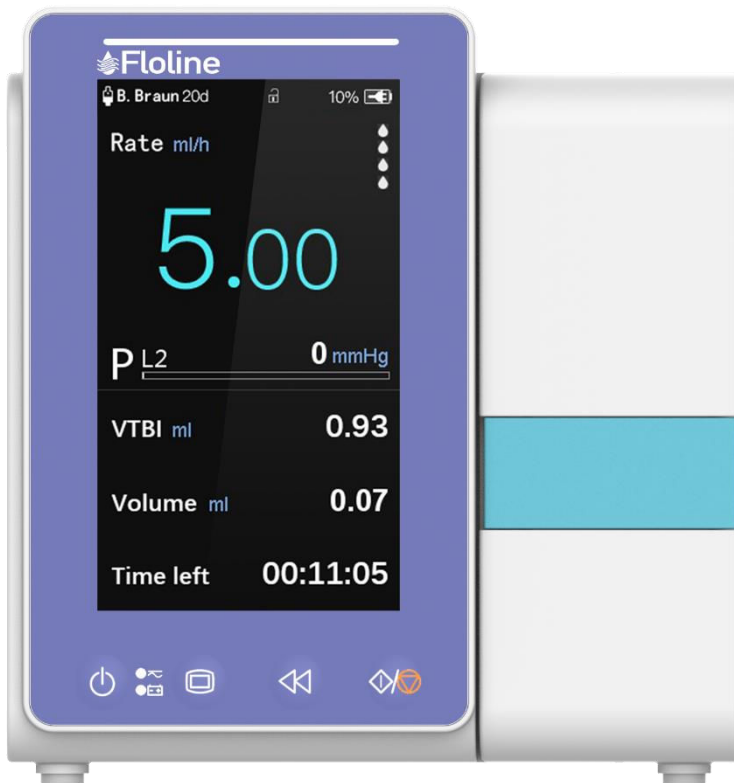 Floline
B. Braun 20d 10%
Rate ml/h
5.00
P L2 0 mmHg
VTBI ml 0.93
Volume ml 0.07
Time left 00:11:05